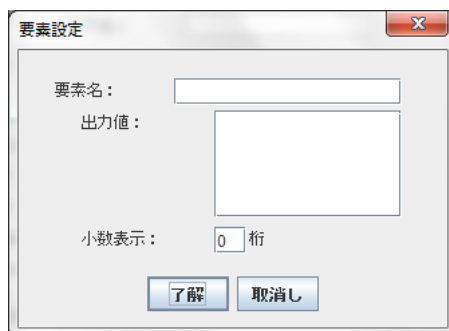 要素設定
要素名：
出力値：
小数表示： 0 桁
了解 取消し